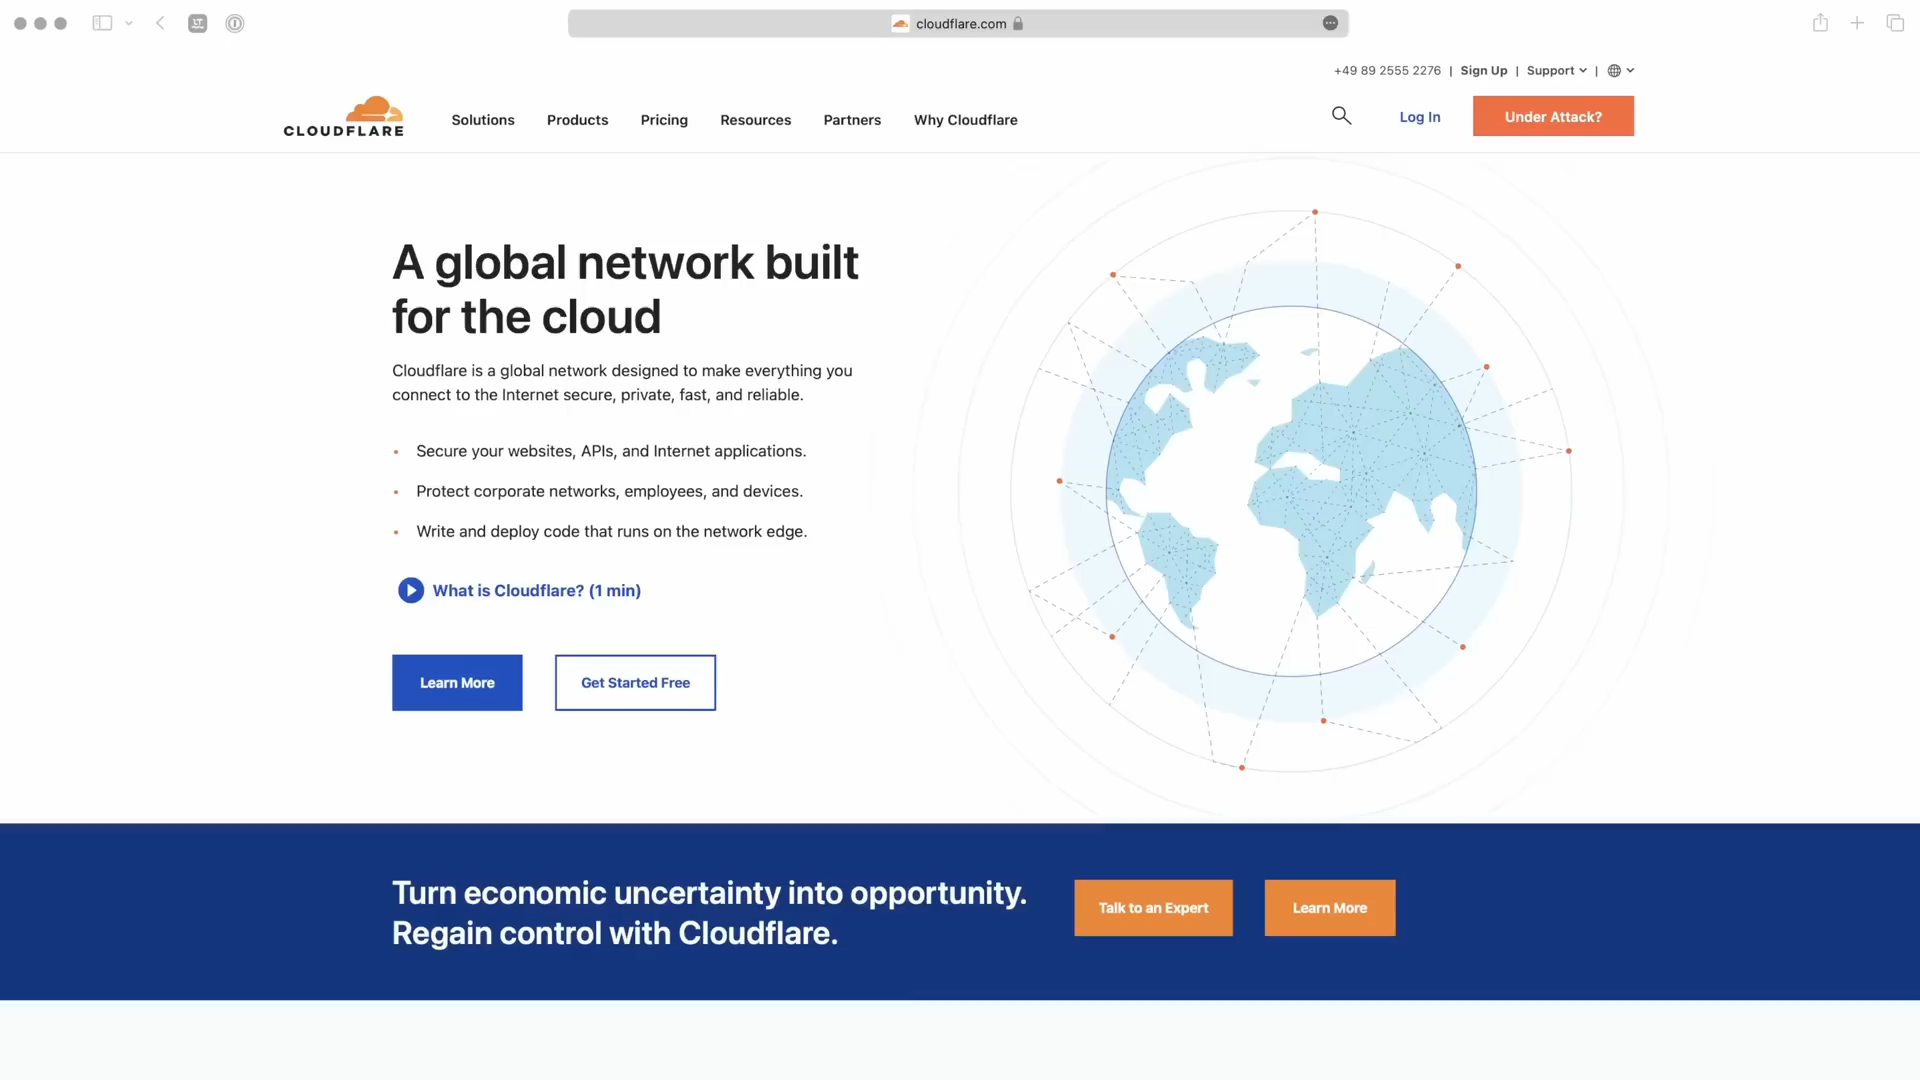 cloudflare.com
+49 89 2555 2276 | Sign Up | Support |
CLOUDFLARE
Solutions Products Pricing Resources Partners Why Cloudflare Log In Under Attack?
A global network built
for the cloud
Cloudflare is a global network designed to make everything you
connect to the Internet secure, private, fast, and reliable.
Secure your websites, APIs, and Internet applications.
Protect corporate networks, employees, and devices.
Write and deploy code that runs on the network edge.
What is Cloudflare? (1 min)
Learn More Get Started Free
Turn economic uncertainty into opportunity.
Regain control with Cloudflare.
Talk to an Expert Learn More